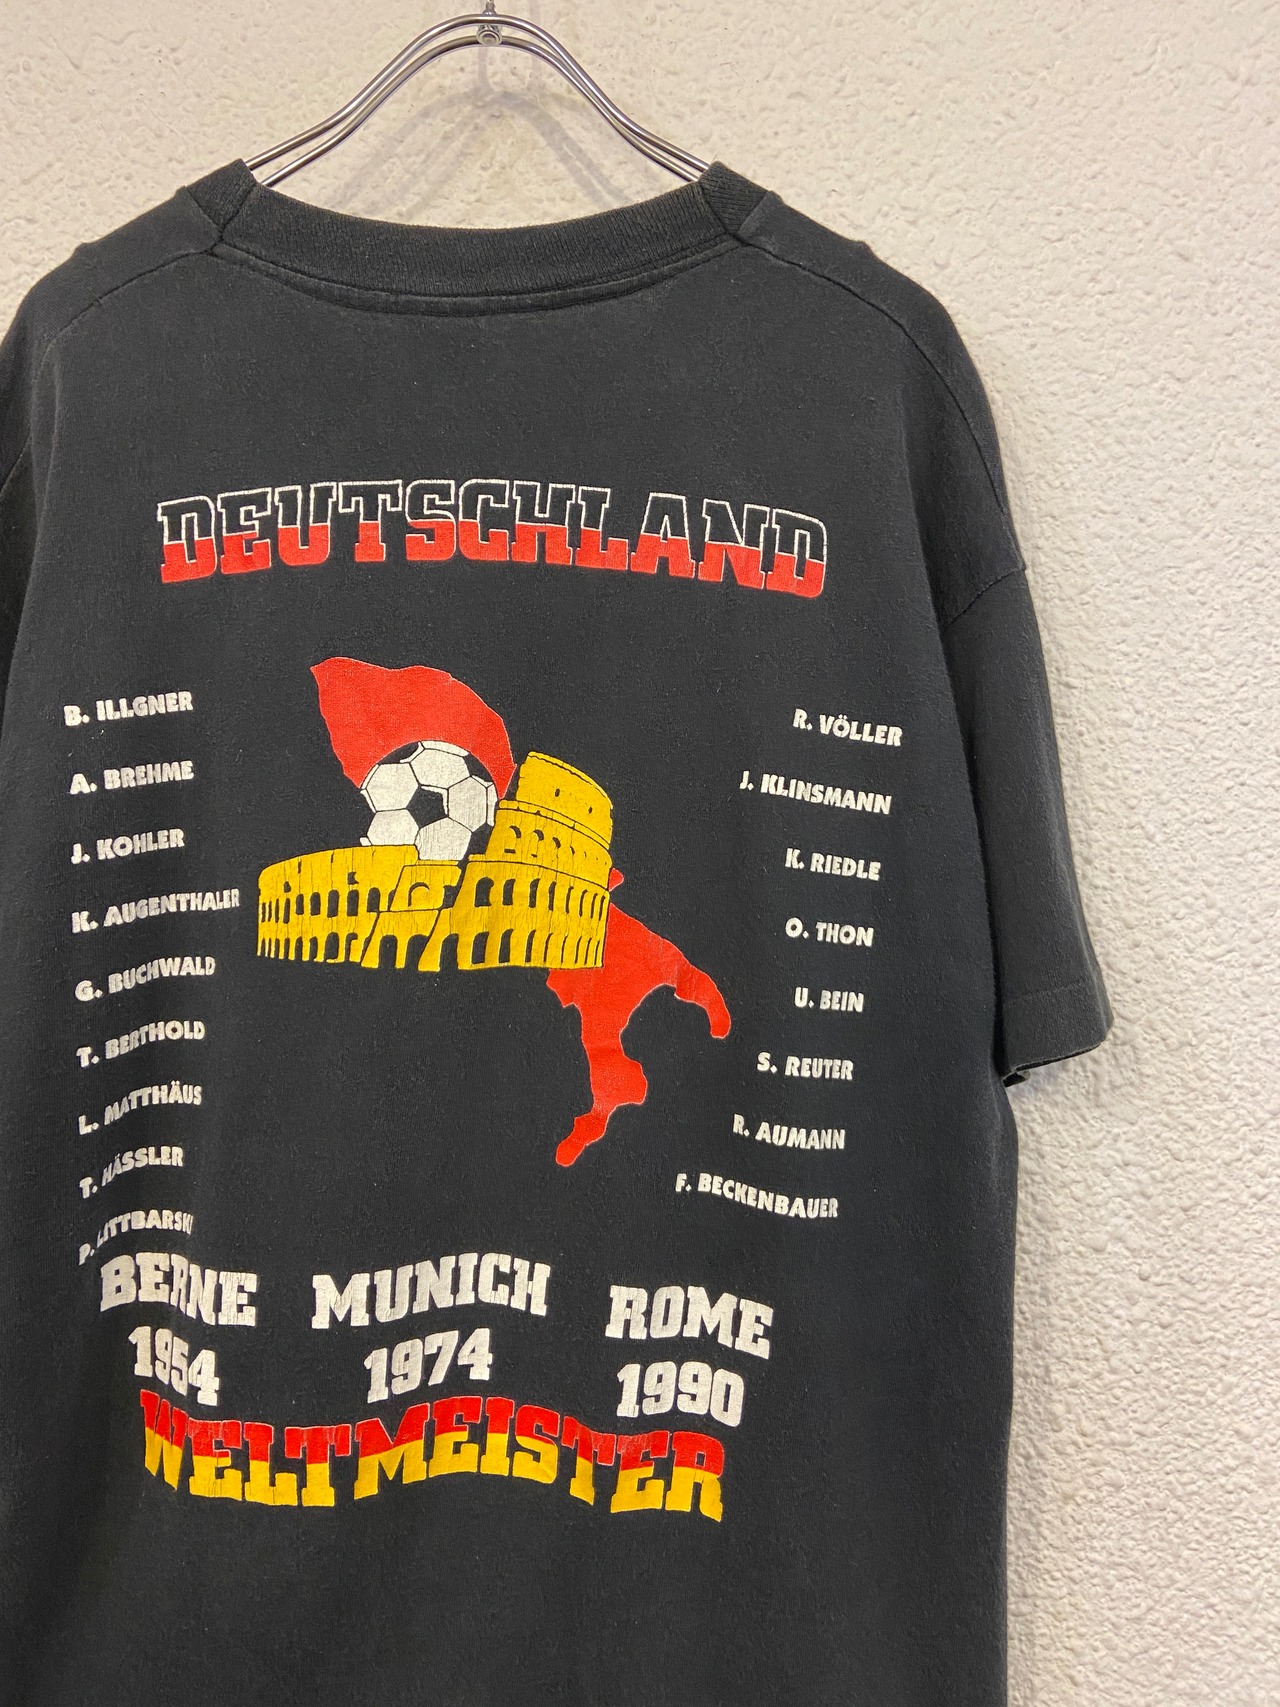 DEUTSCHLAND
B. ILLGNER
A. BREHME
J. KOHLER
K. AUGENTHALER
G. BUCHWALD
T. BERTHOLD
L. MATTHÄUS
T. HÄSSLER
P. LITTBARSKI
R. VÖLLER
J. KLINSMANN
K. RIEDLE
O. THON
U. BEIN
S. REUTER
R. AUMANN
F. BECKENBAUER
BERNE MUNICH ROME
1954 1974 1990
WELTMEISTER